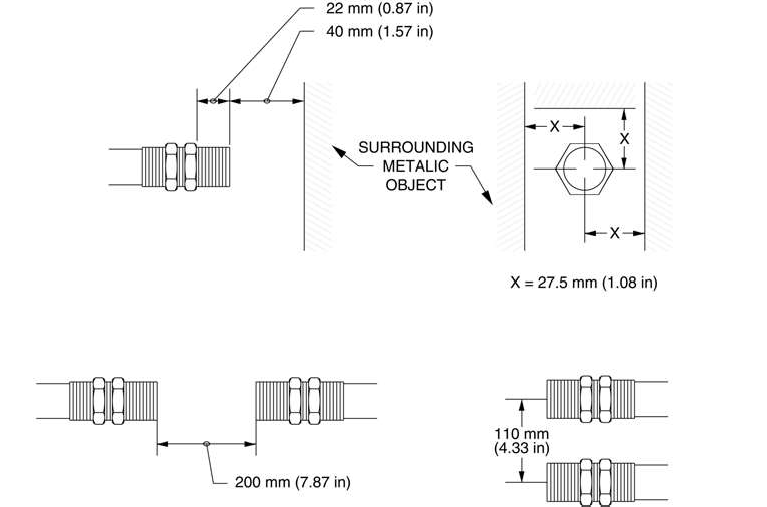 22 mm (0.87 in)
40 mm (1.57 in)
SURROUNDING
METALIC
OBJECT
X
X
X
X = 27.5 mm (1.08 in)
200 mm (7.87 in)
110 mm
(4.33 in)